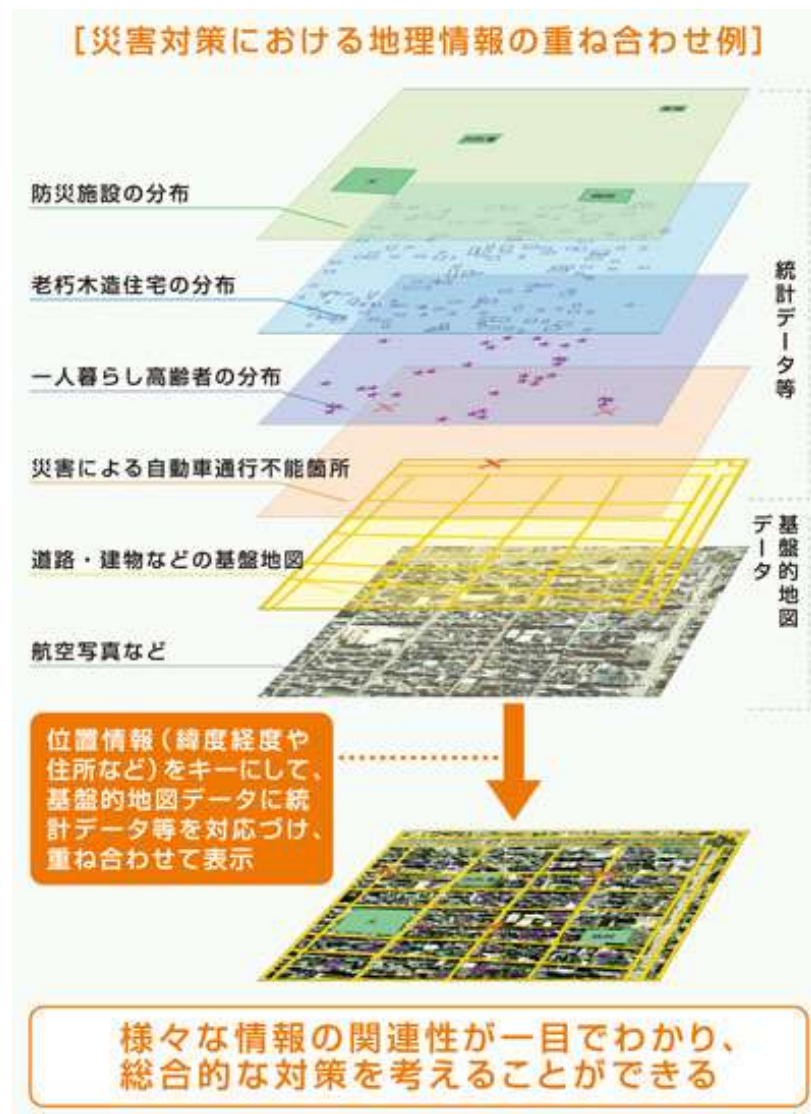 [災害対策における地理情報の重ね合わせ例]
防災施設の分布
老朽木造住宅の分布
一人暮らし高齢者の分布
災害による自動車通行不能箇所
道路・建物などの基盤地図
航空写真など
統計データ等
基盤的地図
データ
位置情報(緯度経度や
住所など)をキーにして、
基盤的地図データに統
計データ等を対応づけ、
重ね合わせて表示
様々な情報の関連性が一目でわかり、
総合的な対策を考えることができる